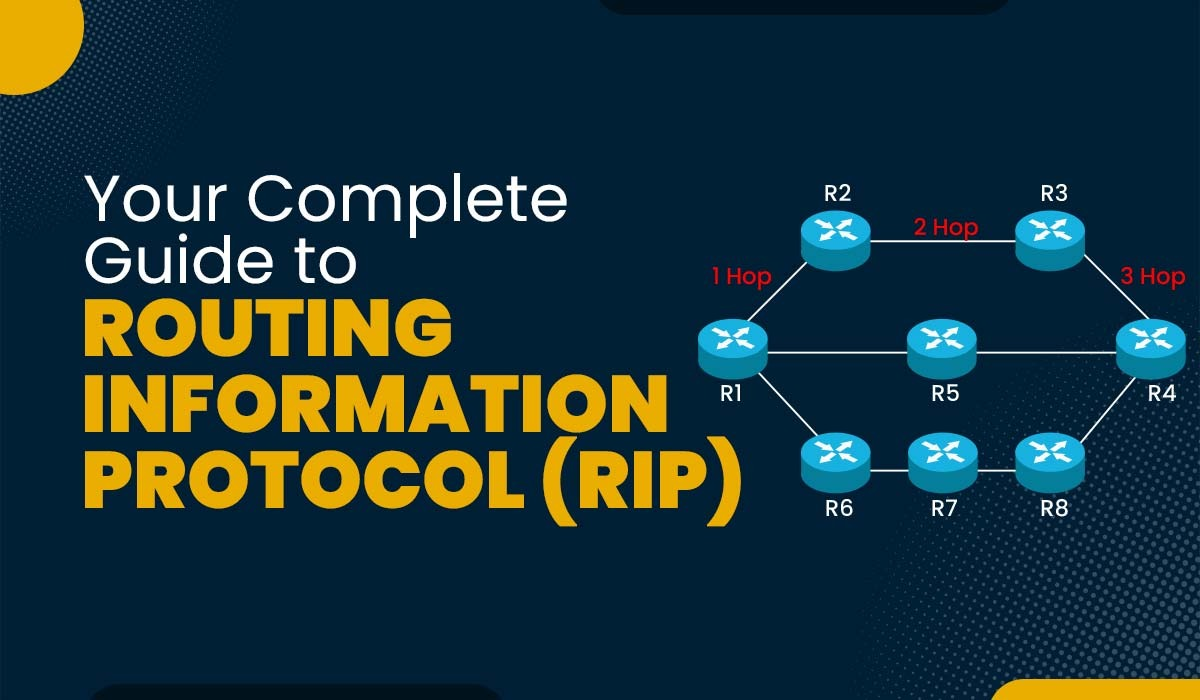 Your Complete
Guide to
ROUTING
INFORMATION
PROTOCOL (RIP)
R2
R3
2 Hop
1 Hop
3 Hop
R1
R5
R4
R6
R7
R8